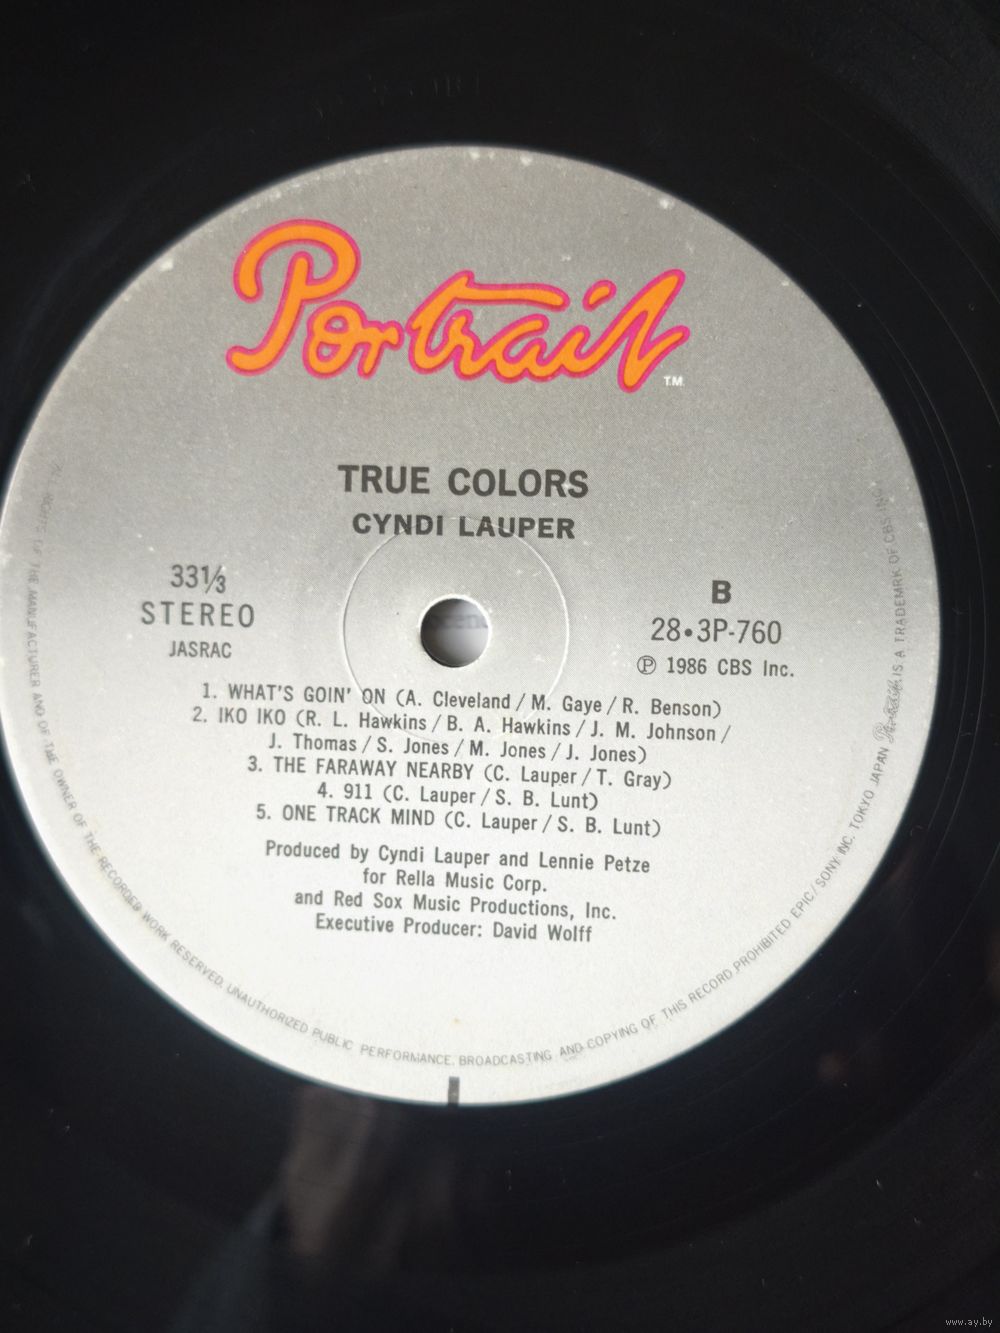 Portrait
T.M.
TRUE COLORS
CYNDI LAUPER
33⅓
STEREO
JASRAC
B
28•3P-760
Ⓟ 1986 CBS Inc.
1. WHAT'S GOIN' ON (A. Cleveland / M. Gaye / R. Benson)
2. IKO IKO (R. L. Hawkins / B. A. Hawkins / J. M. Johnson /
J. Thomas / S. Jones / M. Jones / J. Jones)
3. THE FARAWAY NEARBY (C. Lauper / T. Gray)
4. 911 (C. Lauper / S. B. Lunt)
5. ONE TRACK MIND (C. Lauper / S. B. Lunt)
Produced by Cyndi Lauper and Lennie Petze
for Rella Music Corp.
and Red Sox Music Productions, Inc.
Executive Producer: David Wolff
ALL RIGHTS OF THE MANUFACTURER AND OF THE OWNER OF THE RECORDED WORK RESERVED. UNAUTHORIZED PUBLIC PERFORMANCE, BROADCASTING AND COPYING OF THIS RECORD PROHIBITED EPIC/SONY INC. TOKYO JAPAN Portrait IS A TRADEMARK OF CBS INC.
www.ay.by